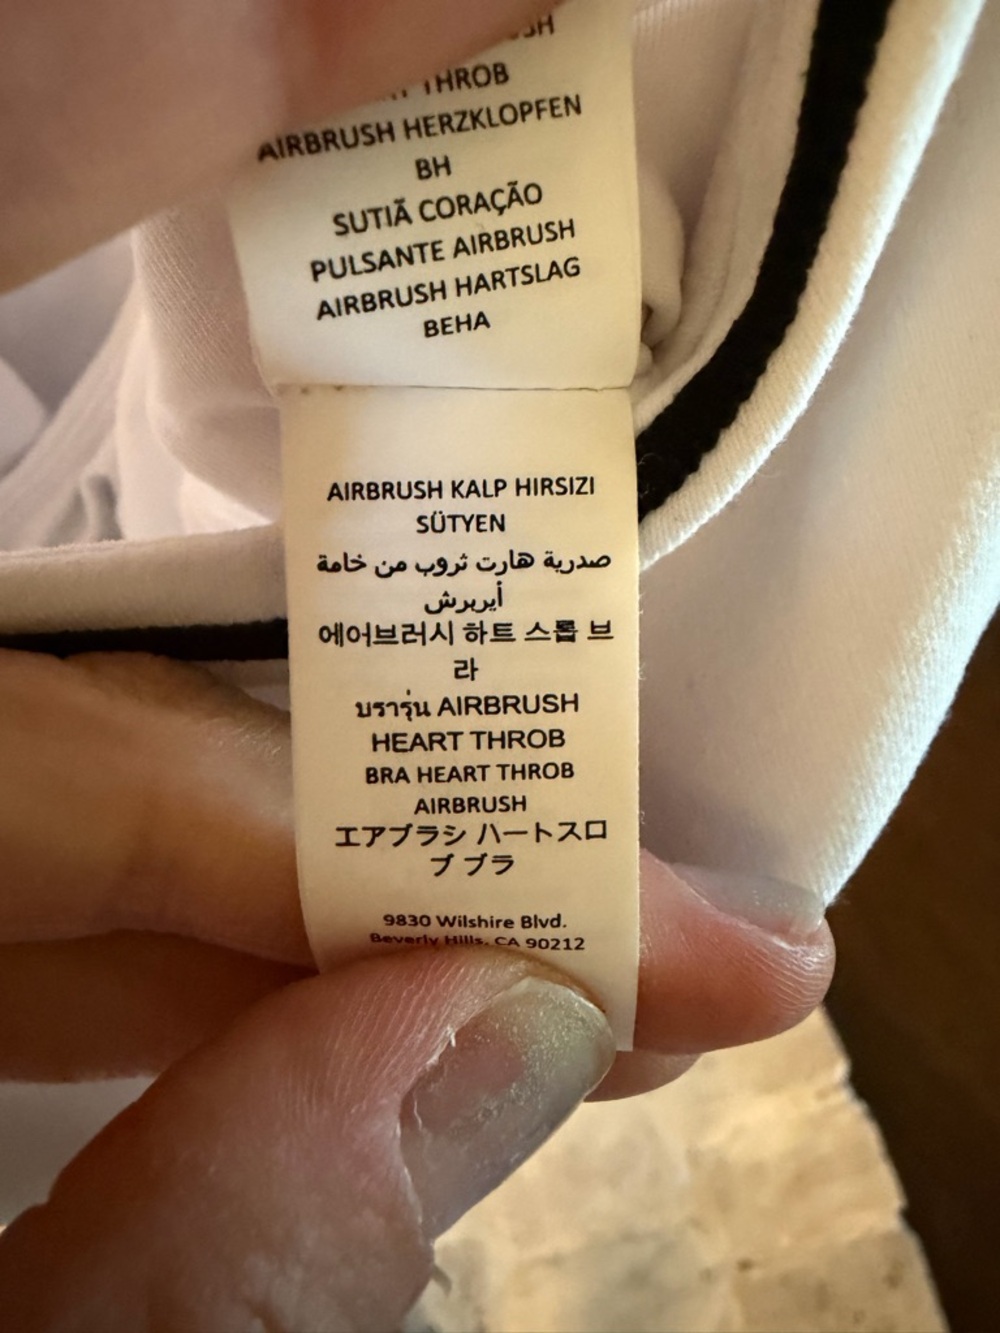 THROB
AIRBRUSH HERZKLOPFEN
BH
SUTIÃ CORAÇÃO
PULSANTE AIRBRUSH
AIRBRUSH HARTSLAG
BEHA
AIRBRUSH KALP HIRSIZI
SÜTYEN
صدرية هارت ثروب من خامة
أيربرش
에어브러시 하트 스롭 브
라
บรารุ่น AIRBRUSH
HEART THROB
BRA HEART THROB
AIRBRUSH
エアブラシ ハートスロ
ブ ブラ
9830 Wilshire Blvd.
Beverly Hills, CA 90212